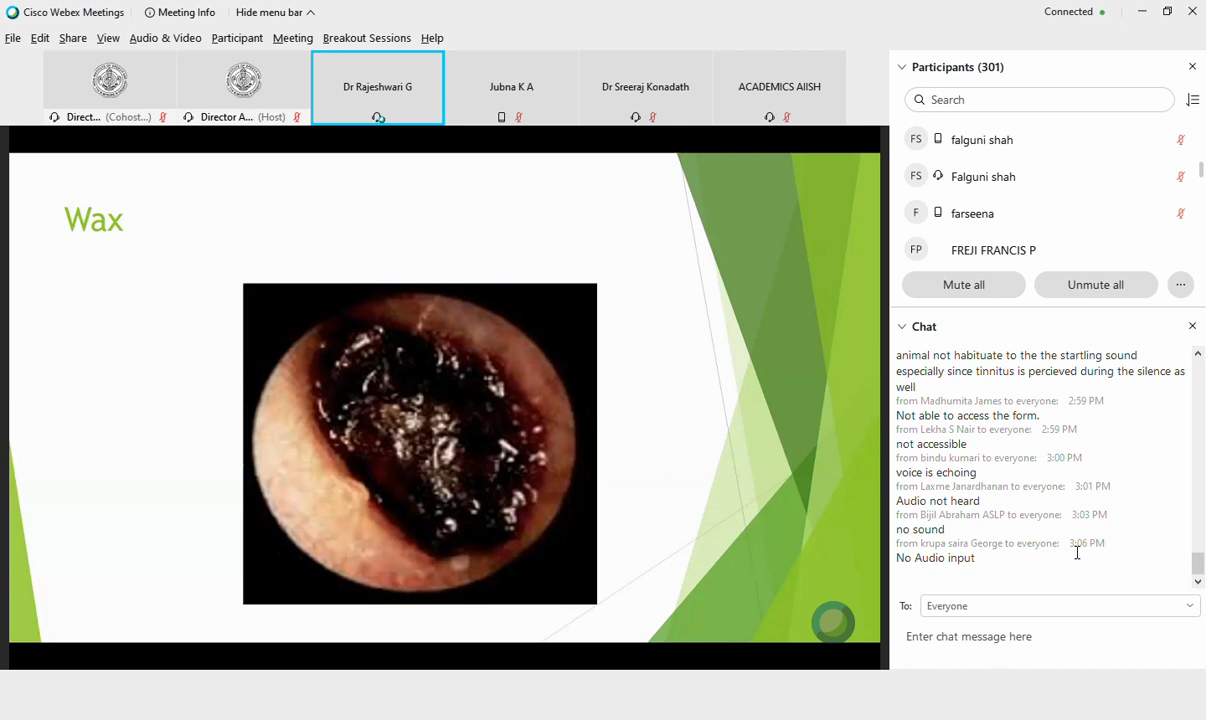 Cisco Webex Meetings
Meeting Info
Hide menu bar
Connected
File Edit Share View Audio & Video Participant Meeting Breakout Sessions Help
Dr Rajeshwari G
Jubna K A
Dr Sreeraj Konadath
ACADEMICS AIISH
Direct... (Cohost...)
Director A... (Host)
Wax
Participants (301)
Search
FS falguni shah
FS Falguni shah
F farseena
FP FREJI FRANCIS P
Mute all
Unmute all
...
Chat
animal not habituate to the the startling sound
especially since tinnitus is percieved during the silence as
well
from Madhumita James to everyone: 2:59 PM
Not able to access the form.
from Lekha S Nair to everyone: 2:59 PM
not accessible
from bindu kumari to everyone: 3:00 PM
voice is echoing
from Laxme Janardhanan to everyone: 3:01 PM
Audio not heard
from Bijil Abraham ASLP to everyone: 3:03 PM
no sound
from krupa saira George to everyone: 3:06 PM
No Audio input
To: Everyone
Enter chat message here